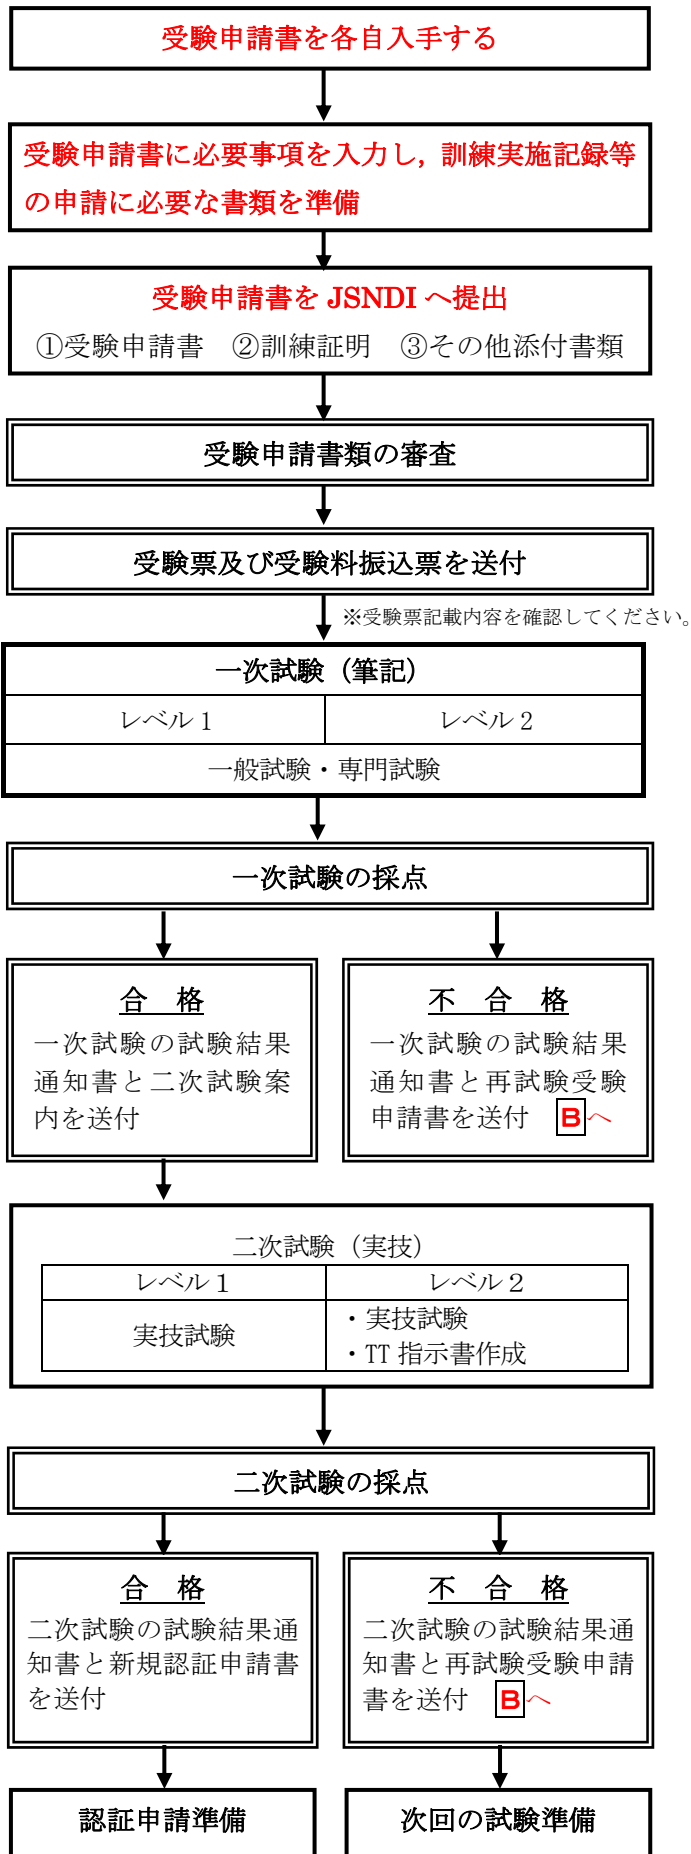 受験申請書を各自入手する
受験申請書に必要事項を入力し，訓練実施記録等
の申請に必要な書類を準備
受験申請書を JSNDI へ提出
①受験申請書　②訓練証明　③その他添付書類
受験申請書類の審査
受験票及び受験料振込票を送付
※受験票記載内容を確認してください。
一次試験（筆記）
レベル 1
レベル 2
一般試験・専門試験
一次試験の採点
合　格
一次試験の試験結果
通知書と二次試験案
内を送付
不　合　格
一次試験の試験結果
通知書と再試験受験
申請書を送付　Ｂへ
二次試験（実技）
レベル１
レベル２
実技試験
・実技試験
・TT 指示書作成
二次試験の採点
合　格
二次試験の試験結果通
知書と新規認証申請書
を送付
不　合　格
二次試験の試験結果通
知書と再試験受験申請
書を送付　Ｂへ
認証申請準備
次回の試験準備